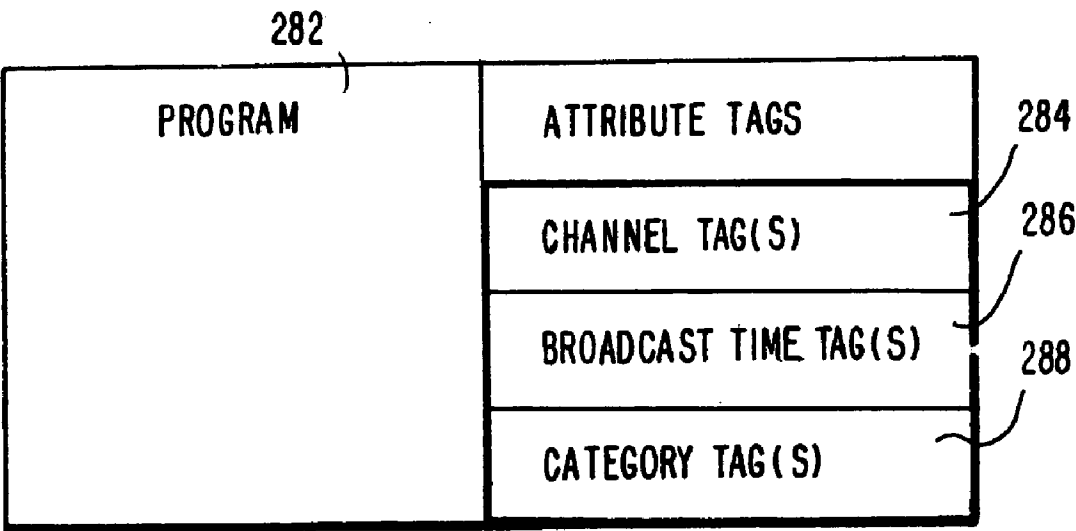 282
PROGRAM
ATTRIBUTE TAGS
284
CHANNEL TAG(S)
286
BROADCAST TIME TAG(S)
288
CATEGORY TAG(S)